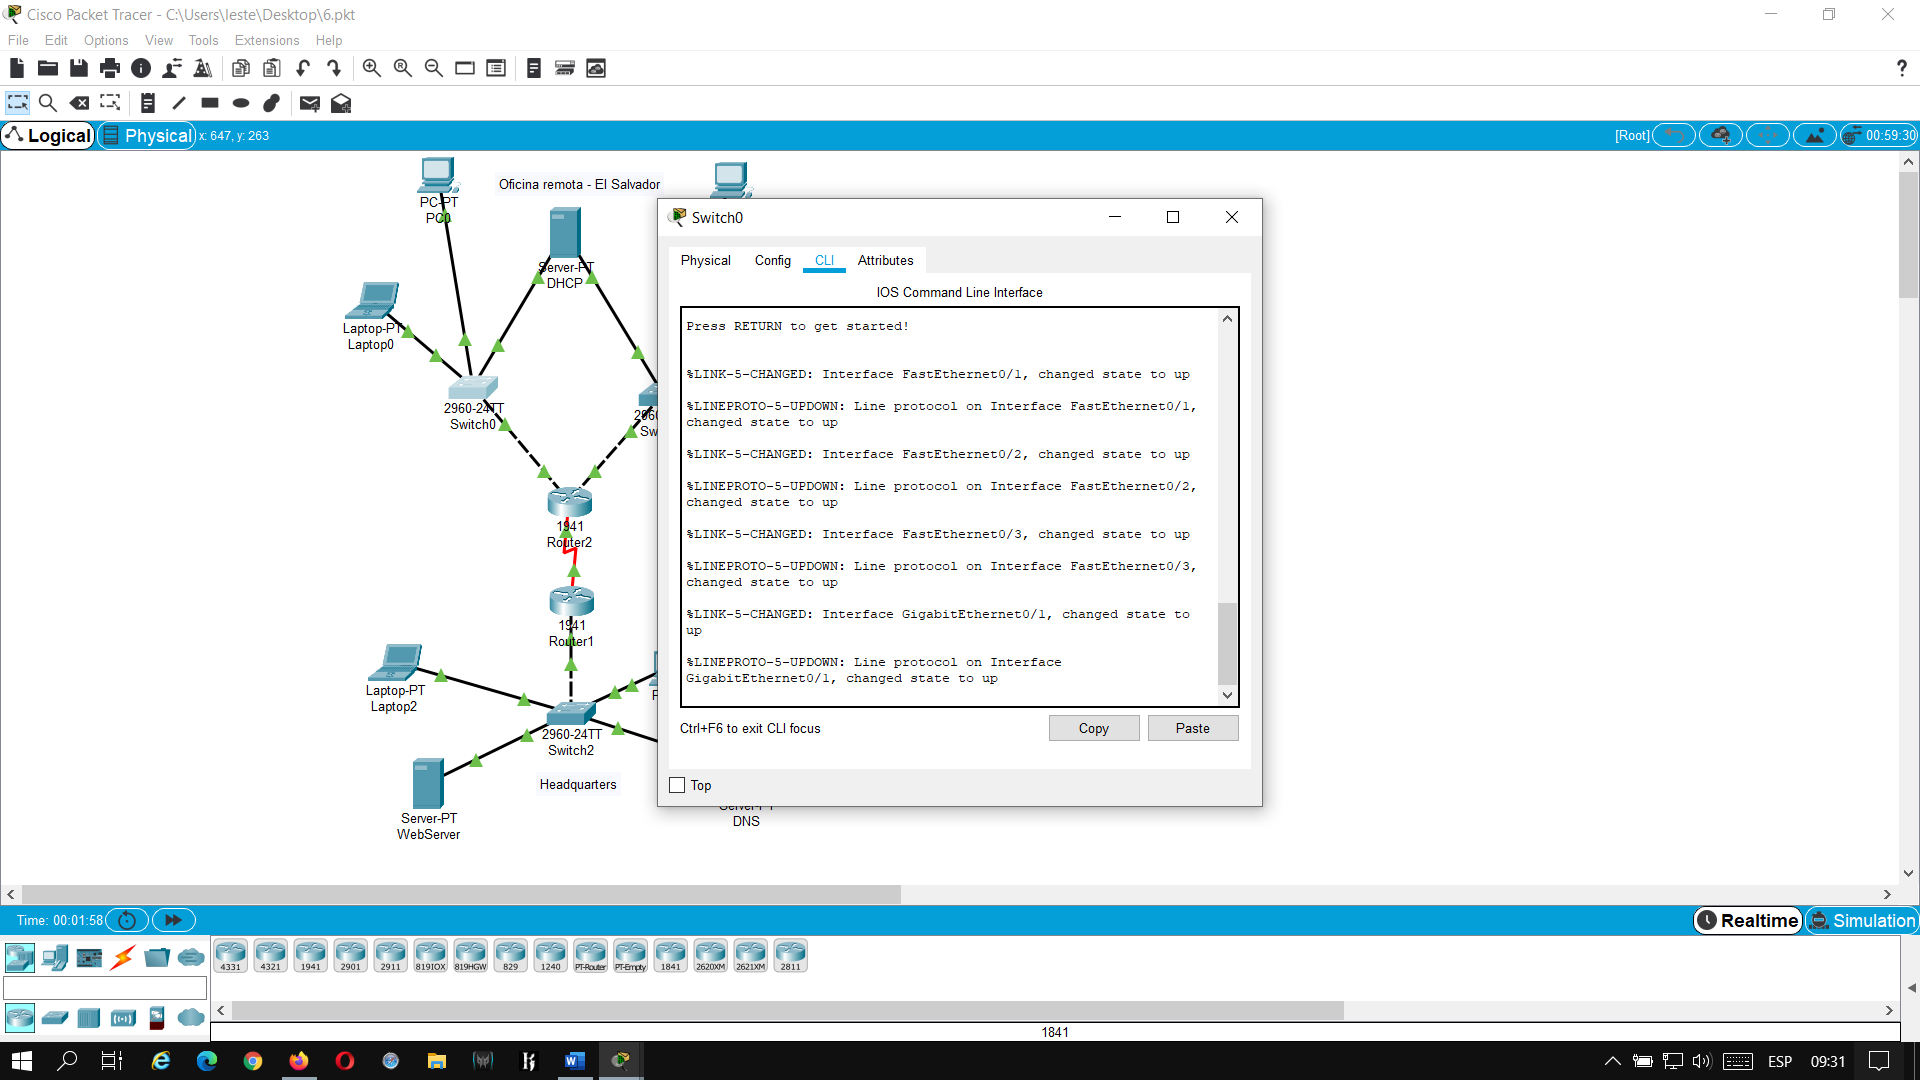 Cisco Packet Tracer - C:\Users\leste\Desktop\6.pkt
File Edit Options View Tools Extensions Help
Logical
Physical
x: 647, y: 263
[Root]
00:59:30
PC-PT
PC0
Oficina remota - El Salvador
Server-PT
DHCP
Laptop-PT
Laptop0
2960-24TT
Switch0
2960
Sw
1941
Router2
1941
Router1
Laptop-PT
Laptop2
P
2960-24TT
Switch2
Headquarters
Server-PT
WebServer
Server-PT
DNS
Switch0
Physical Config CLI Attributes
IOS Command Line Interface
Press RETURN to get started!
%LINK-5-CHANGED: Interface FastEthernet0/1, changed state to up
%LINEPROTO-5-UPDOWN: Line protocol on Interface FastEthernet0/1,
changed state to up
%LINK-5-CHANGED: Interface FastEthernet0/2, changed state to up
%LINEPROTO-5-UPDOWN: Line protocol on Interface FastEthernet0/2,
changed state to up
%LINK-5-CHANGED: Interface FastEthernet0/3, changed state to up
%LINEPROTO-5-UPDOWN: Line protocol on Interface FastEthernet0/3,
changed state to up
%LINK-5-CHANGED: Interface GigabitEthernet0/1, changed state to
up
%LINEPROTO-5-UPDOWN: Line protocol on Interface
GigabitEthernet0/1, changed state to up
Ctrl+F6 to exit CLI focus
Copy
Paste
Top
Time: 00:01:58
Realtime
Simulation
4331 4321 1941 2901 2911 819IOX 819HGW 829 1240 PT-Router PT-Empty 1841 2620XM 2621XM 2811
1841
ESP
09:31